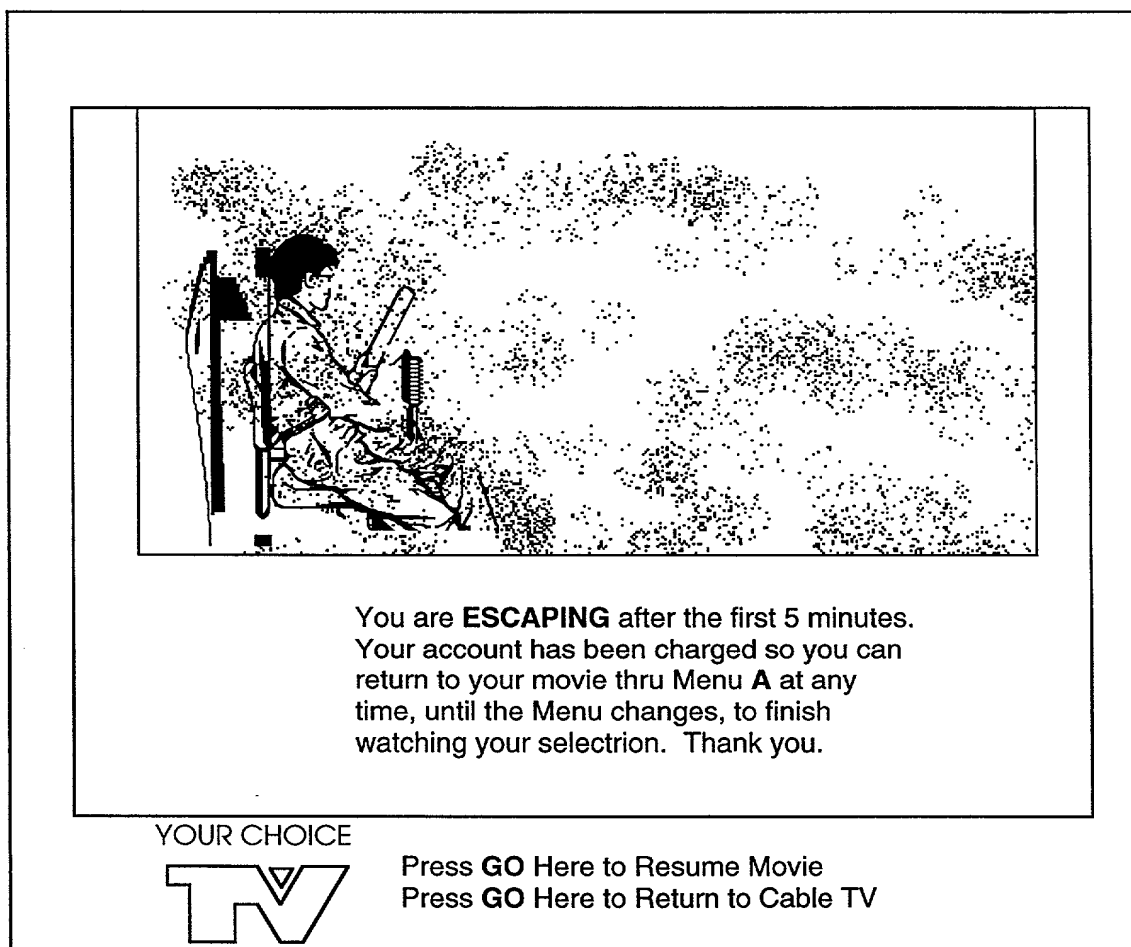 You are ESCAPING after the first 5 minutes.
Your account has been charged so you can
return to your movie thru Menu A at any
time, until the Menu changes, to finish
watching your selectrion. Thank you.
YOUR CHOICE
TV
Press GO Here to Resume Movie
Press GO Here to Return to Cable TV